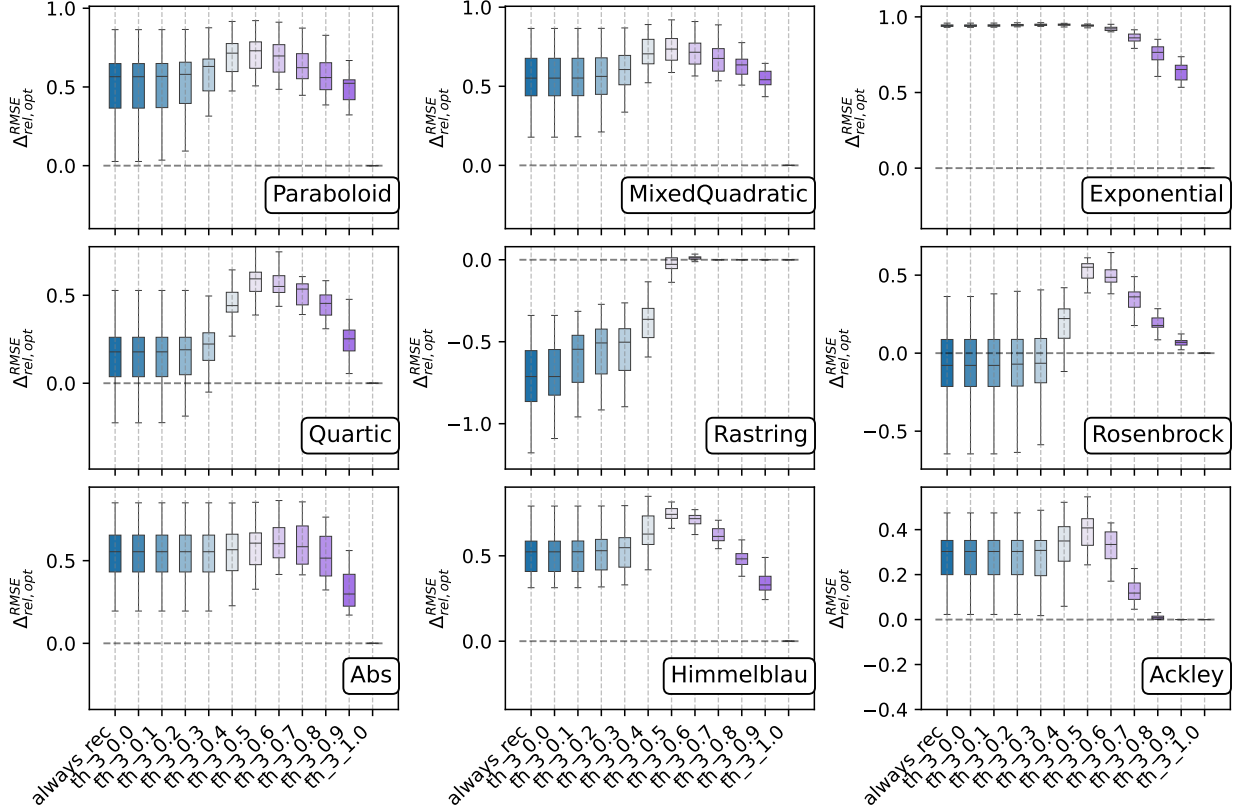 1.0
0.5
0.0
Δ^{RMSE}_{rel, opt}
Paraboloid
1.0
0.5
0.0
Δ^{RMSE}_{rel, opt}
MixedQuadratic
1.0
0.5
0.0
Δ^{RMSE}_{rel, opt}
Exponential
0.5
0.0
Δ^{RMSE}_{rel, opt}
Quartic
0.0
−0.5
−1.0
Δ^{RMSE}_{rel, opt}
Rastring
0.5
0.0
−0.5
Δ^{RMSE}_{rel, opt}
Rosenbrock
0.5
0.0
Δ^{RMSE}_{rel, opt}
Abs
0.5
0.0
Δ^{RMSE}_{rel, opt}
Himmelblau
0.4
0.2
0.0
−0.2
−0.4
Δ^{RMSE}_{rel, opt}
Ackley
always_rec
th_3_0.0
th_3_0.1
th_3_0.2
th_3_0.3
th_3_0.4
th_3_0.5
th_3_0.6
th_3_0.7
th_3_0.8
th_3_0.9
th_3_1.0
always_rec
th_3_0.0
th_3_0.1
th_3_0.2
th_3_0.3
th_3_0.4
th_3_0.5
th_3_0.6
th_3_0.7
th_3_0.8
th_3_0.9
th_3_1.0
always_rec
th_3_0.0
th_3_0.1
th_3_0.2
th_3_0.3
th_3_0.4
th_3_0.5
th_3_0.6
th_3_0.7
th_3_0.8
th_3_0.9
th_3_1.0